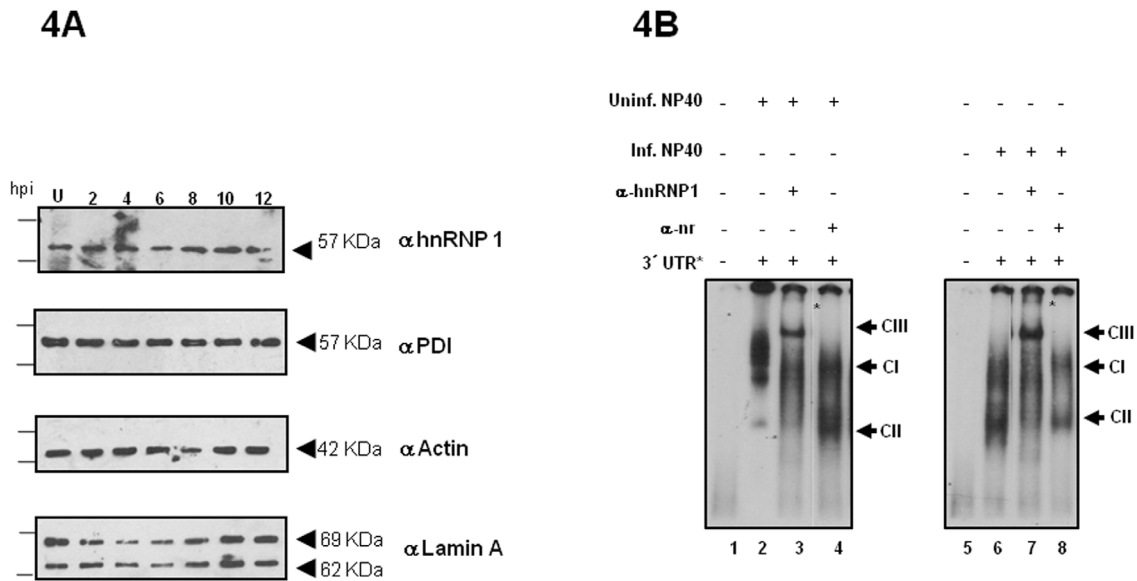 4A
hpi U 2 4 6 8 10 12
57 KDa αhnRNP 1
57 KDa αPDI
42 KDa αActin
69 KDa αLamin A
62 KDa
4B
Uninf. NP40 - + + + - - - -
Inf. NP40 - - - - - + + +
α-hnRNP1 + +
α-nr + +
3´ UTR* - + + + - + + +
* *
CIII CIII
CI CI
CII CII
1 2 3 4 5 6 7 8